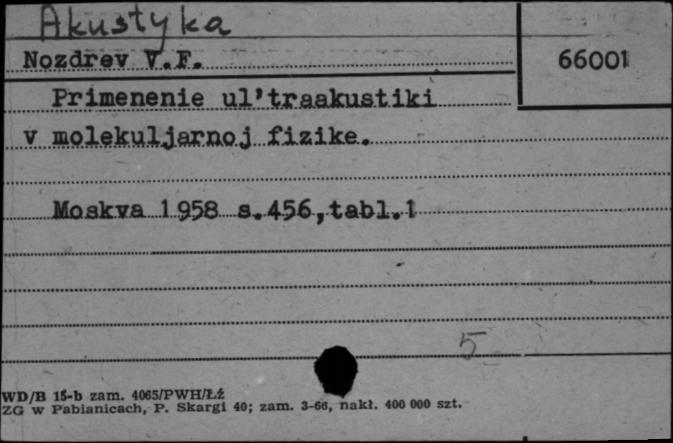 Akustyka
Nozdrev V.F.
66001
Primenenie ul'traakustiki
v molekuljarnoj fizike.
Moskva 1958 s.456,tabl.1
5
WD/B 15-b zam. 4065/PWH/Łź
ZG w Pabianicach, P. Skargi 40; zam. 3-66, nakł. 400 000 szt.